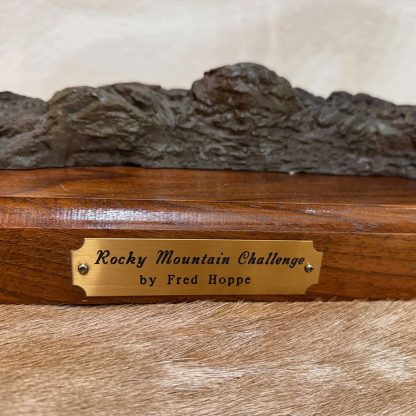 Rocky Mountain Challenge
by Fred Hoppe